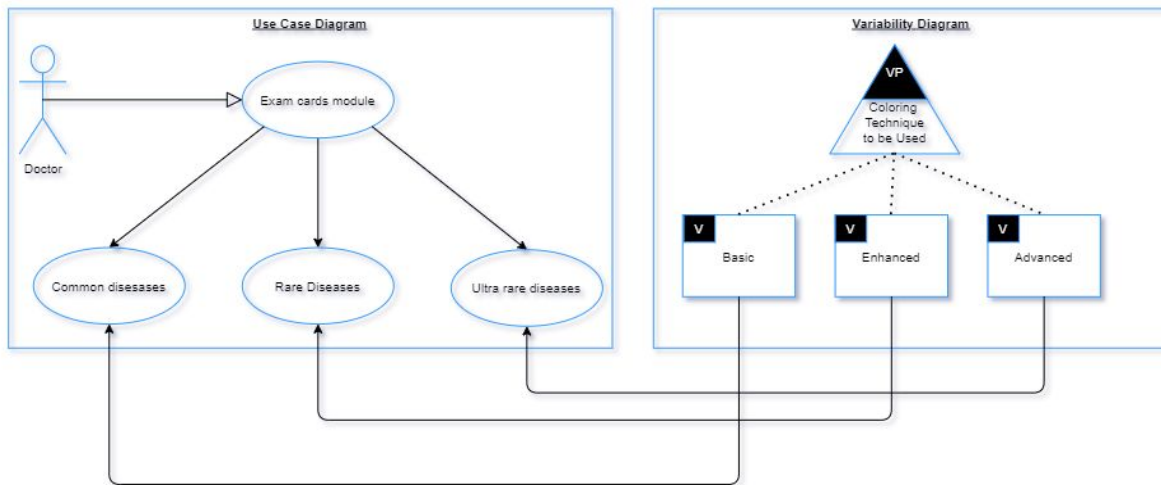 Use Case Diagram
Exam cards module
Doctor
Common disesases
Rare Diseases
Ultra rare diseases
Variability Diagram
VP
Coloring
Technique
to be Used
V
Basic
V
Enhanced
V
Advanced